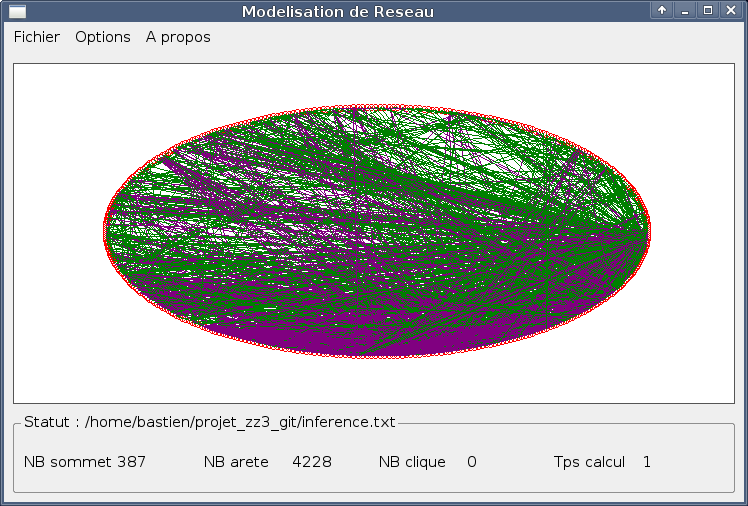 Modelisation de Reseau
Fichier Options A propos
Statut : /home/bastien/projet_zz3_git/inference.txt
NB sommet 387 NB arete 4228 NB clique 0 Tps calcul 1